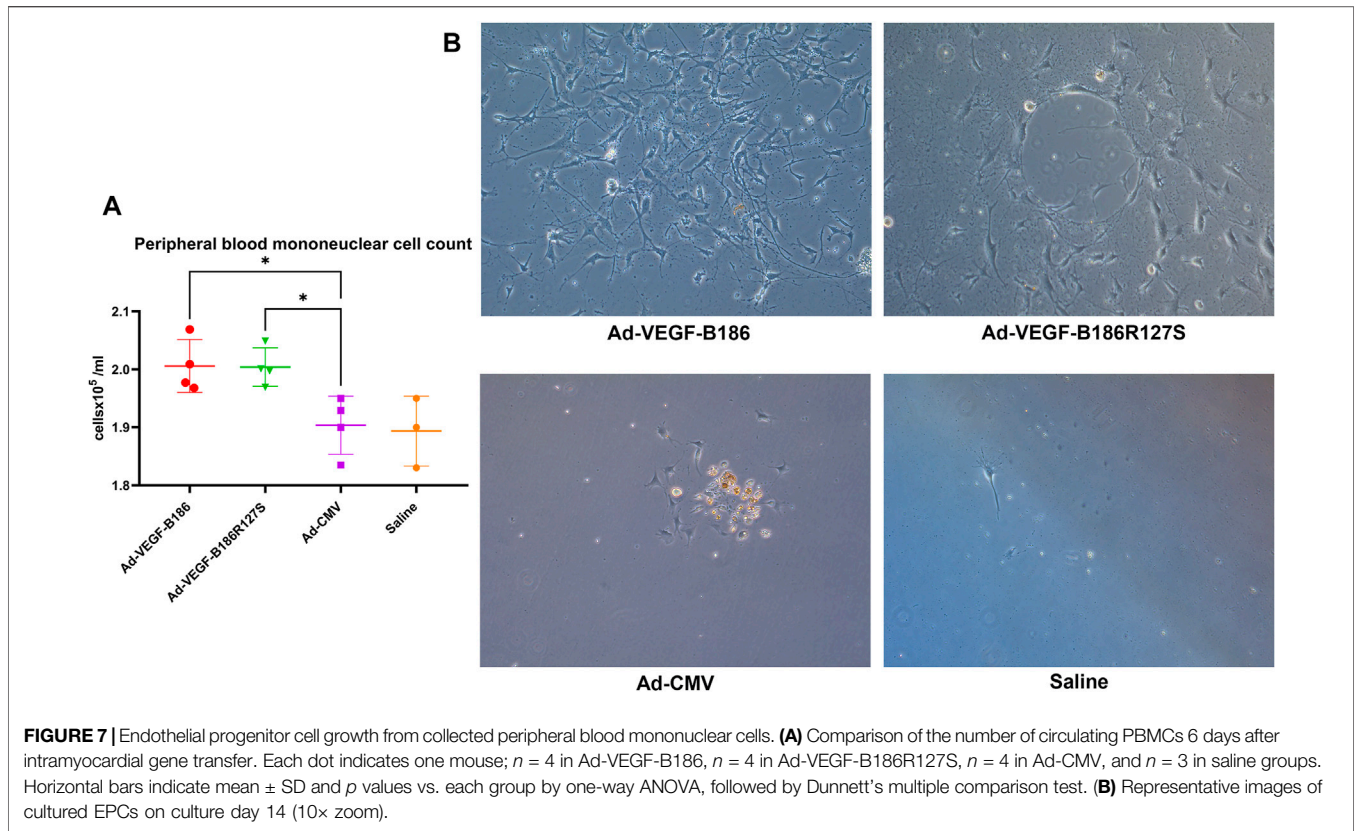 B
Ad-VEGF-B186
Ad-VEGF-B186R127S
A
Peripheral blood mononeuclear cell count
*
*
2.1
2.0
1.9
1.8
cellsx10⁵ /ml
Ad-VEGF-B186
Ad-VEGF-B186R127S
Ad-CMV
Saline
Ad-CMV
Saline
FIGURE 7 | Endothelial progenitor cell growth from collected peripheral blood mononuclear cells. (A) Comparison of the number of circulating PBMCs 6 days after
intramyocardial gene transfer. Each dot indicates one mouse; n = 4 in Ad-VEGF-B186, n = 4 in Ad-VEGF-B186R127S, n = 4 in Ad-CMV, and n = 3 in saline groups.
Horizontal bars indicate mean ± SD and p values vs. each group by one-way ANOVA, followed by Dunnett's multiple comparison test. (B) Representative images of
cultured EPCs on culture day 14 (10× zoom).